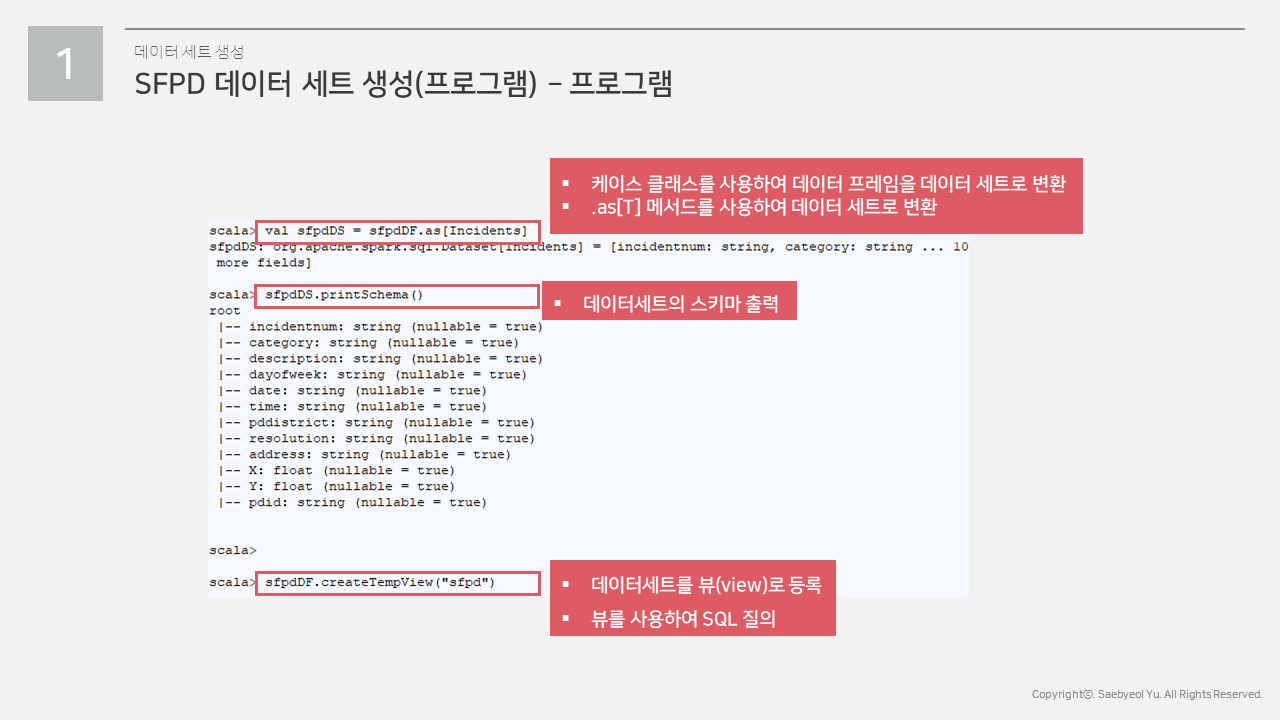 1
데이터 세트 생성
SFPD 데이터 세트 생성(프로그램) – 프로그램
▪ 케이스 클래스를 사용하여 데이터 프레임을 데이터 세트로 변환
▪ .as[T] 메서드를 사용하여 데이터 세트로 변환
scala> val sfpdDS = sfpdDF.as[Incidents]
sfpdDS: org.apache.spark.sql.Dataset[Incidents] = [incidentnum: string, category: string ... 10
more fields]
scala> sfpdDS.printSchema()
▪ 데이터세트의 스키마 출력
root
|-- incidentnum: string (nullable = true)
|-- category: string (nullable = true)
|-- description: string (nullable = true)
|-- dayofweek: string (nullable = true)
|-- date: string (nullable = true)
|-- time: string (nullable = true)
|-- pddistrict: string (nullable = true)
|-- resolution: string (nullable = true)
|-- address: string (nullable = true)
|-- X: float (nullable = true)
|-- Y: float (nullable = true)
|-- pdid: string (nullable = true)
scala>
scala> sfpdDF.createTempView("sfpd")
▪ 데이터세트를 뷰(view)로 등록
▪ 뷰를 사용하여 SQL 질의
Copyrightⓒ. Saebyeol Yu. All Rights Reserved.